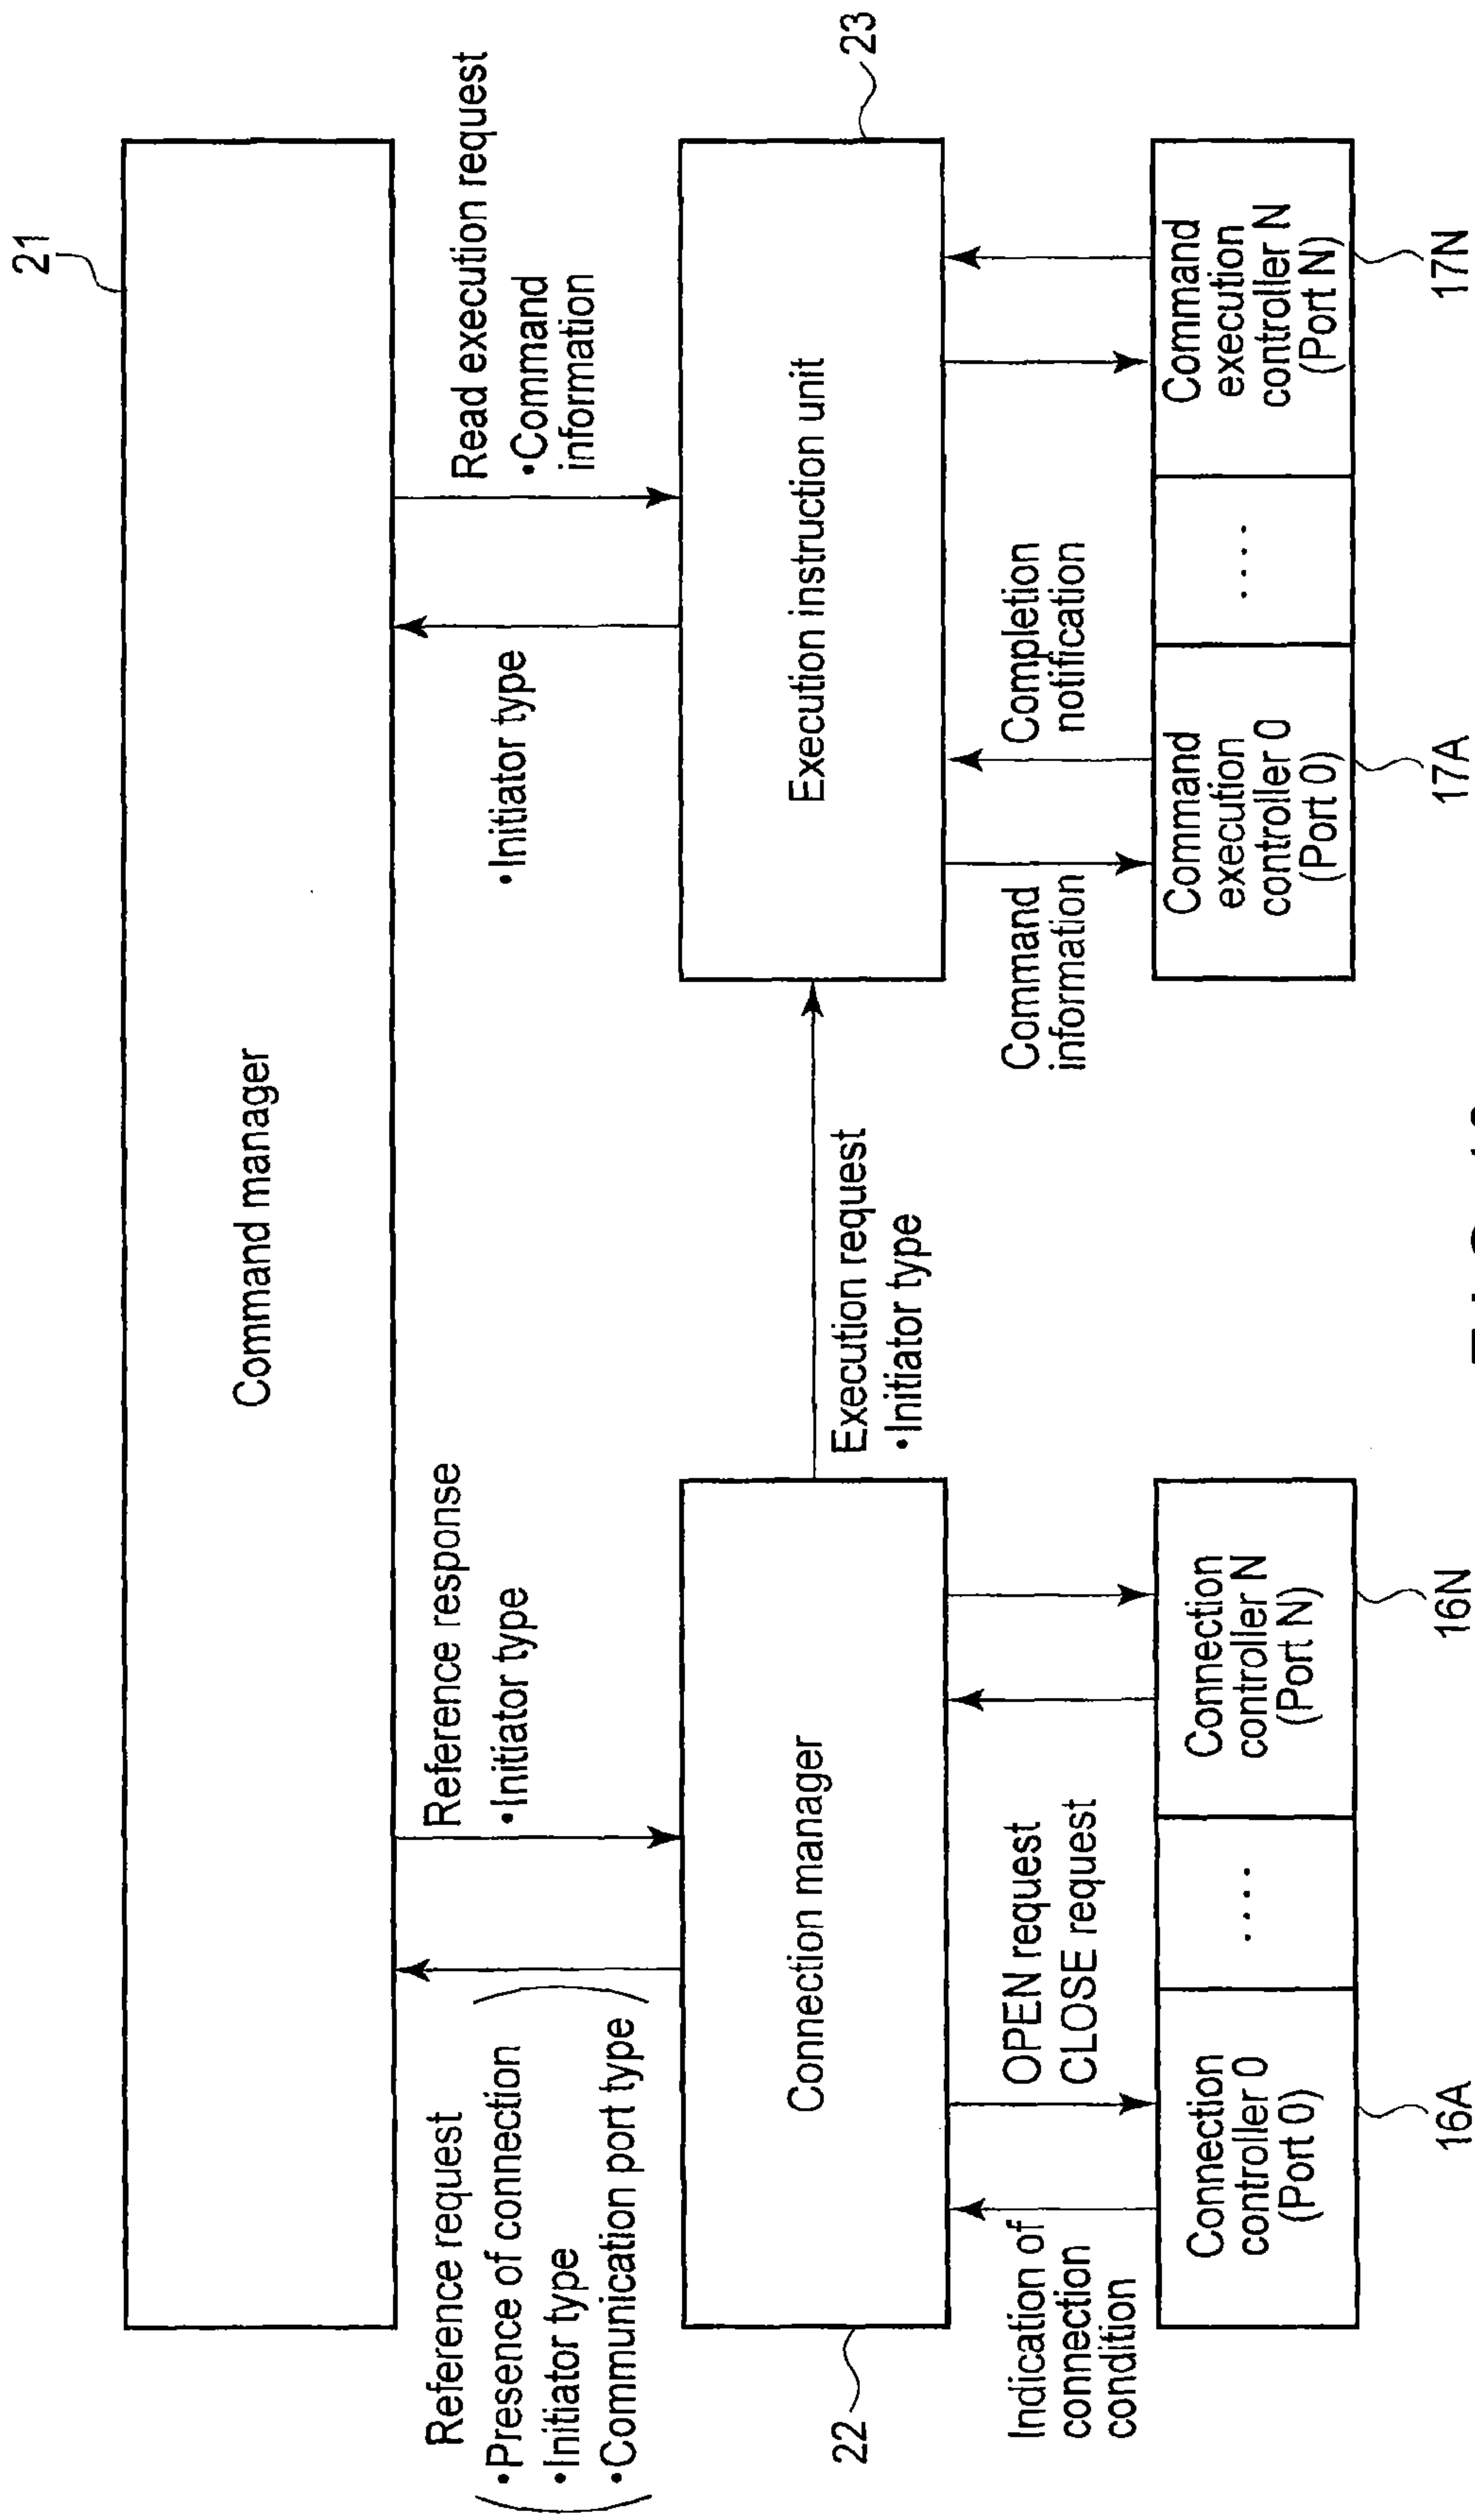 21
Command manager
Reference request
•Presence of connection
•Initiator type
•Communication port type
Reference response
•Initiator type
•Initiator type
Read execution request
•Command
information
22
Connection manager
Execution request
•Initiator type
Execution instruction unit
23
Indication of
connection
condition
OPEN request
CLOSE request
Command
information
Completion
notification
Connection
controller 0
(Port 0)
....
Connection
controller N
(Port N)
Command
execution
controller 0
(Port 0)
....
Command
execution
controller N
(Port N)
16A
16N
17A
17N